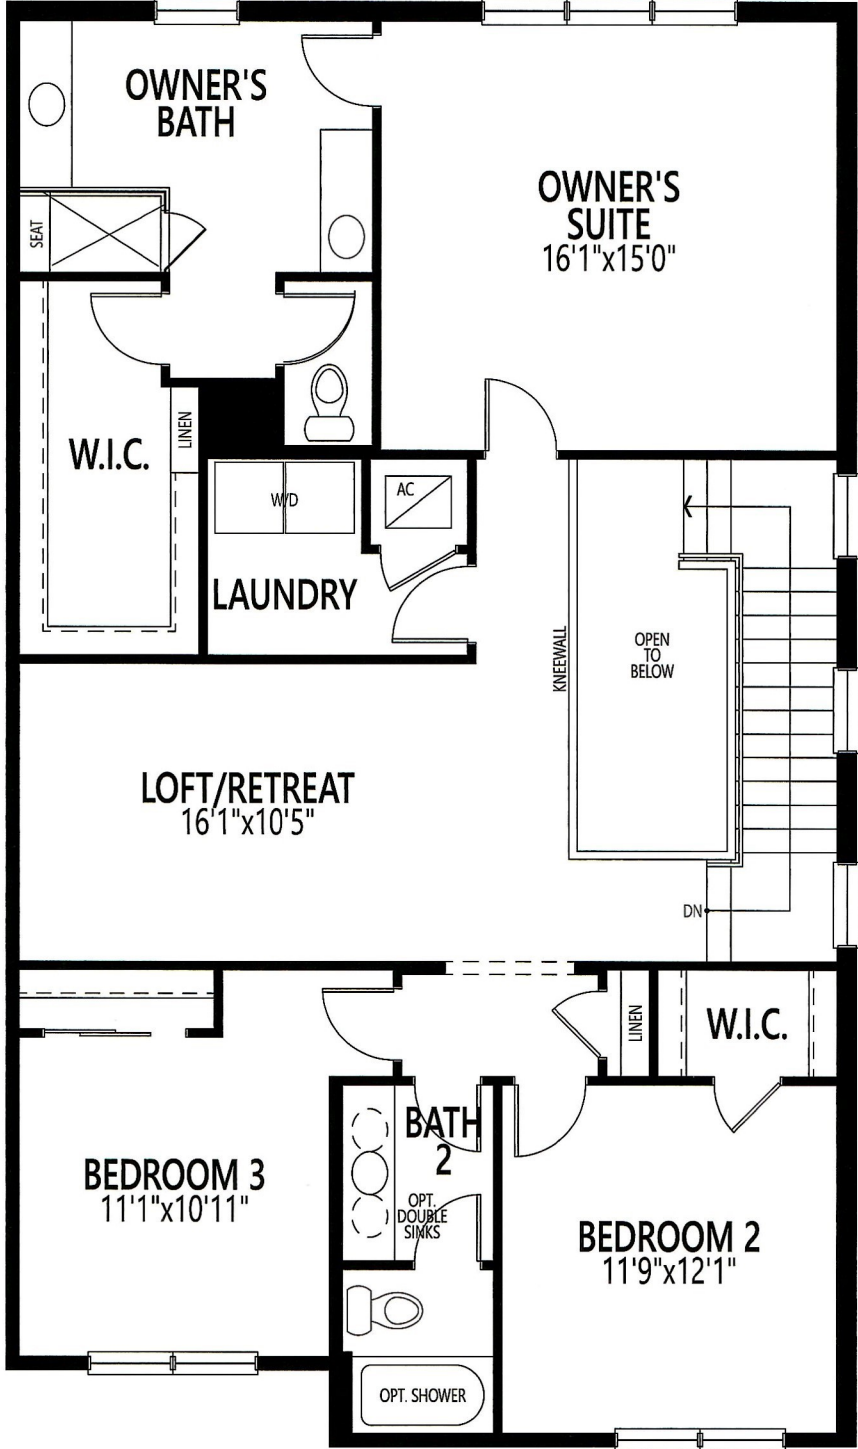 OWNER'S
BATH
OWNER'S
SUITE
16'1"x15'0"
SEAT
LINEN
W.I.C.
W/D
AC
LAUNDRY
KNEEWALL
OPEN
TO
BELOW
LOFT/RETREAT
16'1"x10'5"
DN
LINEN
W.I.C.
BATH
2
BEDROOM 3
11'1"x10'11"
OPT.
DOUBLE
SINKS
BEDROOM 2
11'9"x12'1"
OPT. SHOWER